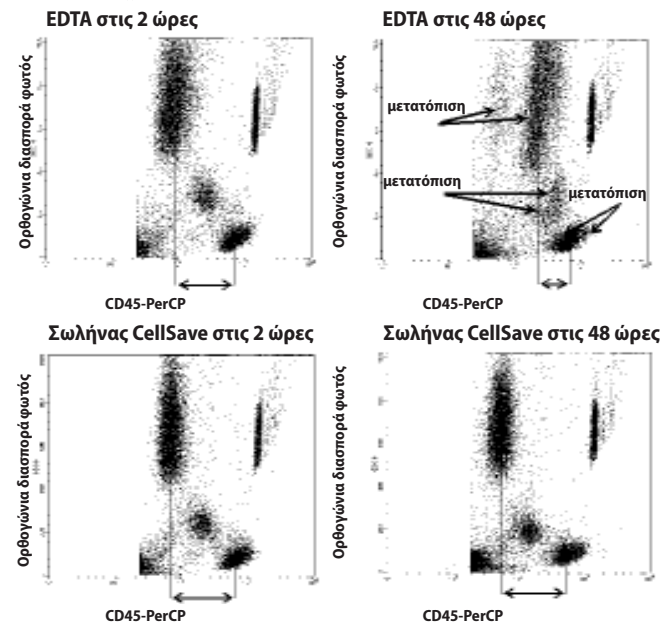 EDTA στις 2 ώρες
Ορθογώνια διασπορά φωτός
CD45-PerCP
EDTA στις 48 ώρες
Ορθογώνια διασπορά φωτός
μετατόπιση
μετατόπιση
μετατόπιση
CD45-PerCP
Σωλήνας CellSave στις 2 ώρες
Ορθογώνια διασπορά φωτός
CD45-PerCP
Σωλήνας CellSave στις 48 ώρες
Ορθογώνια διασπορά φωτός
CD45-PerCP